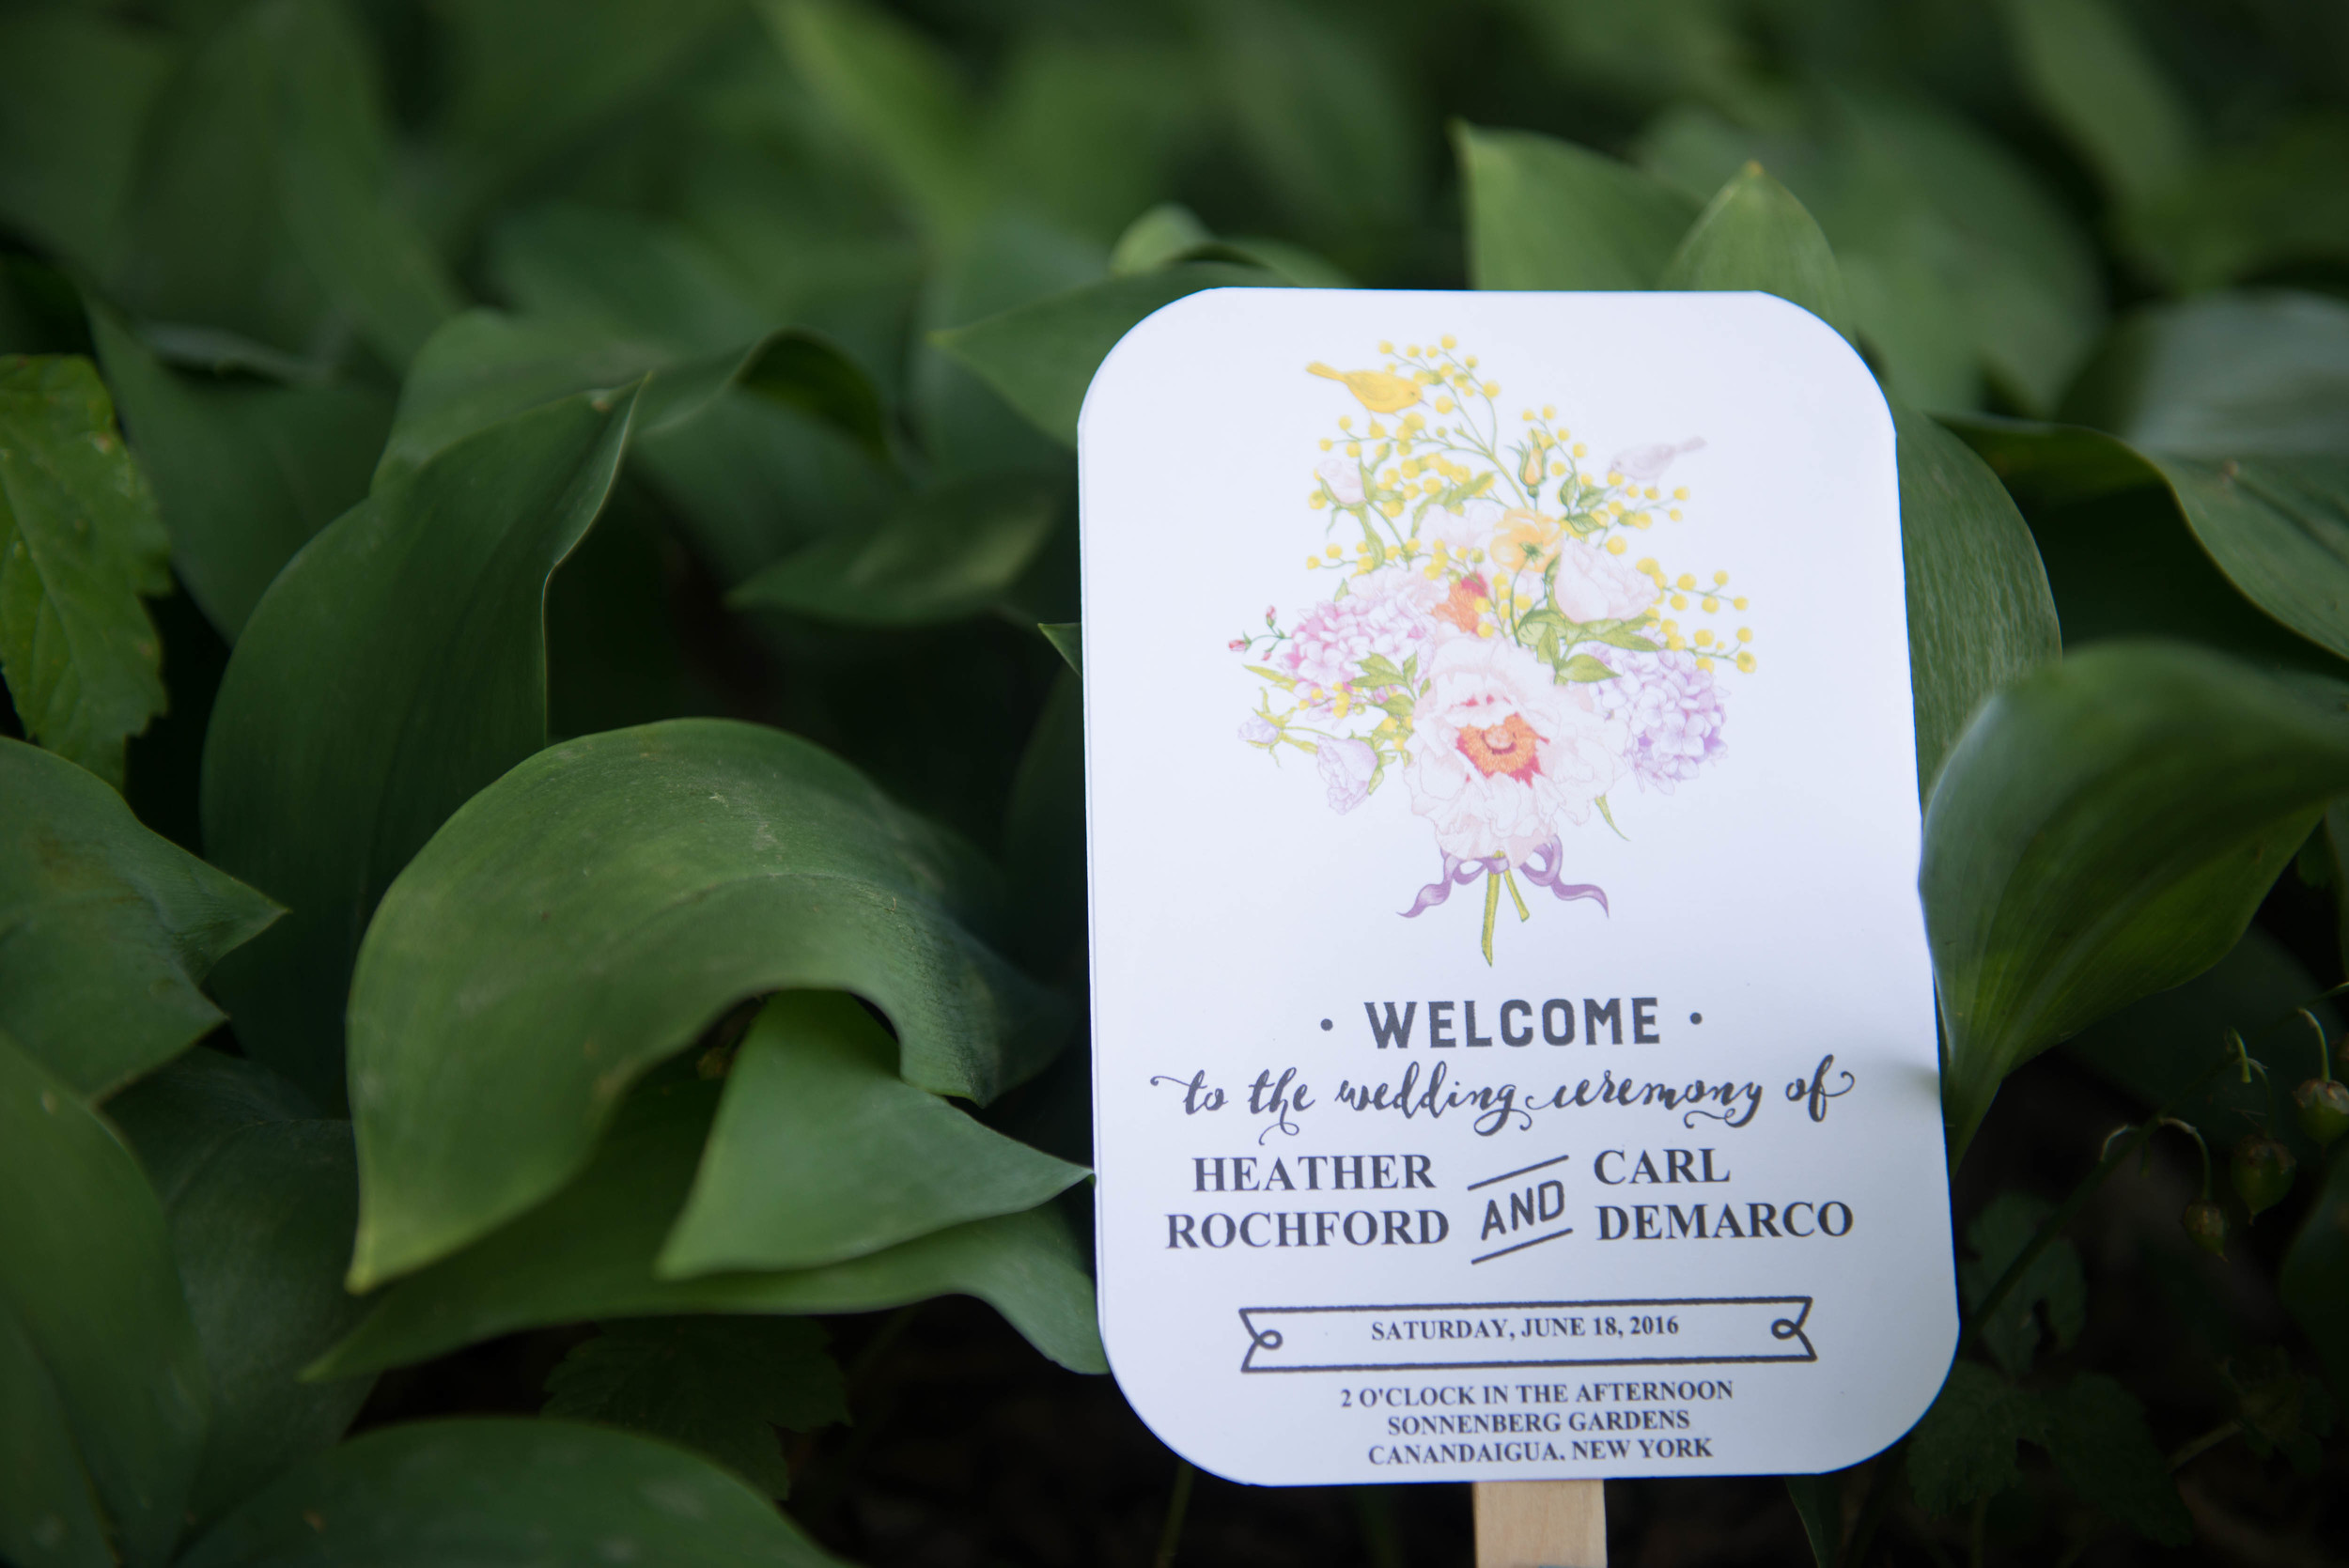 • WELCOME •
to the wedding ceremony of
HEATHER ROCHFORD AND CARL DEMARCO
SATURDAY, JUNE 18, 2016
2 O'CLOCK IN THE AFTERNOON
SONNENBERG GARDENS
CANANDAIGUA, NEW YORK